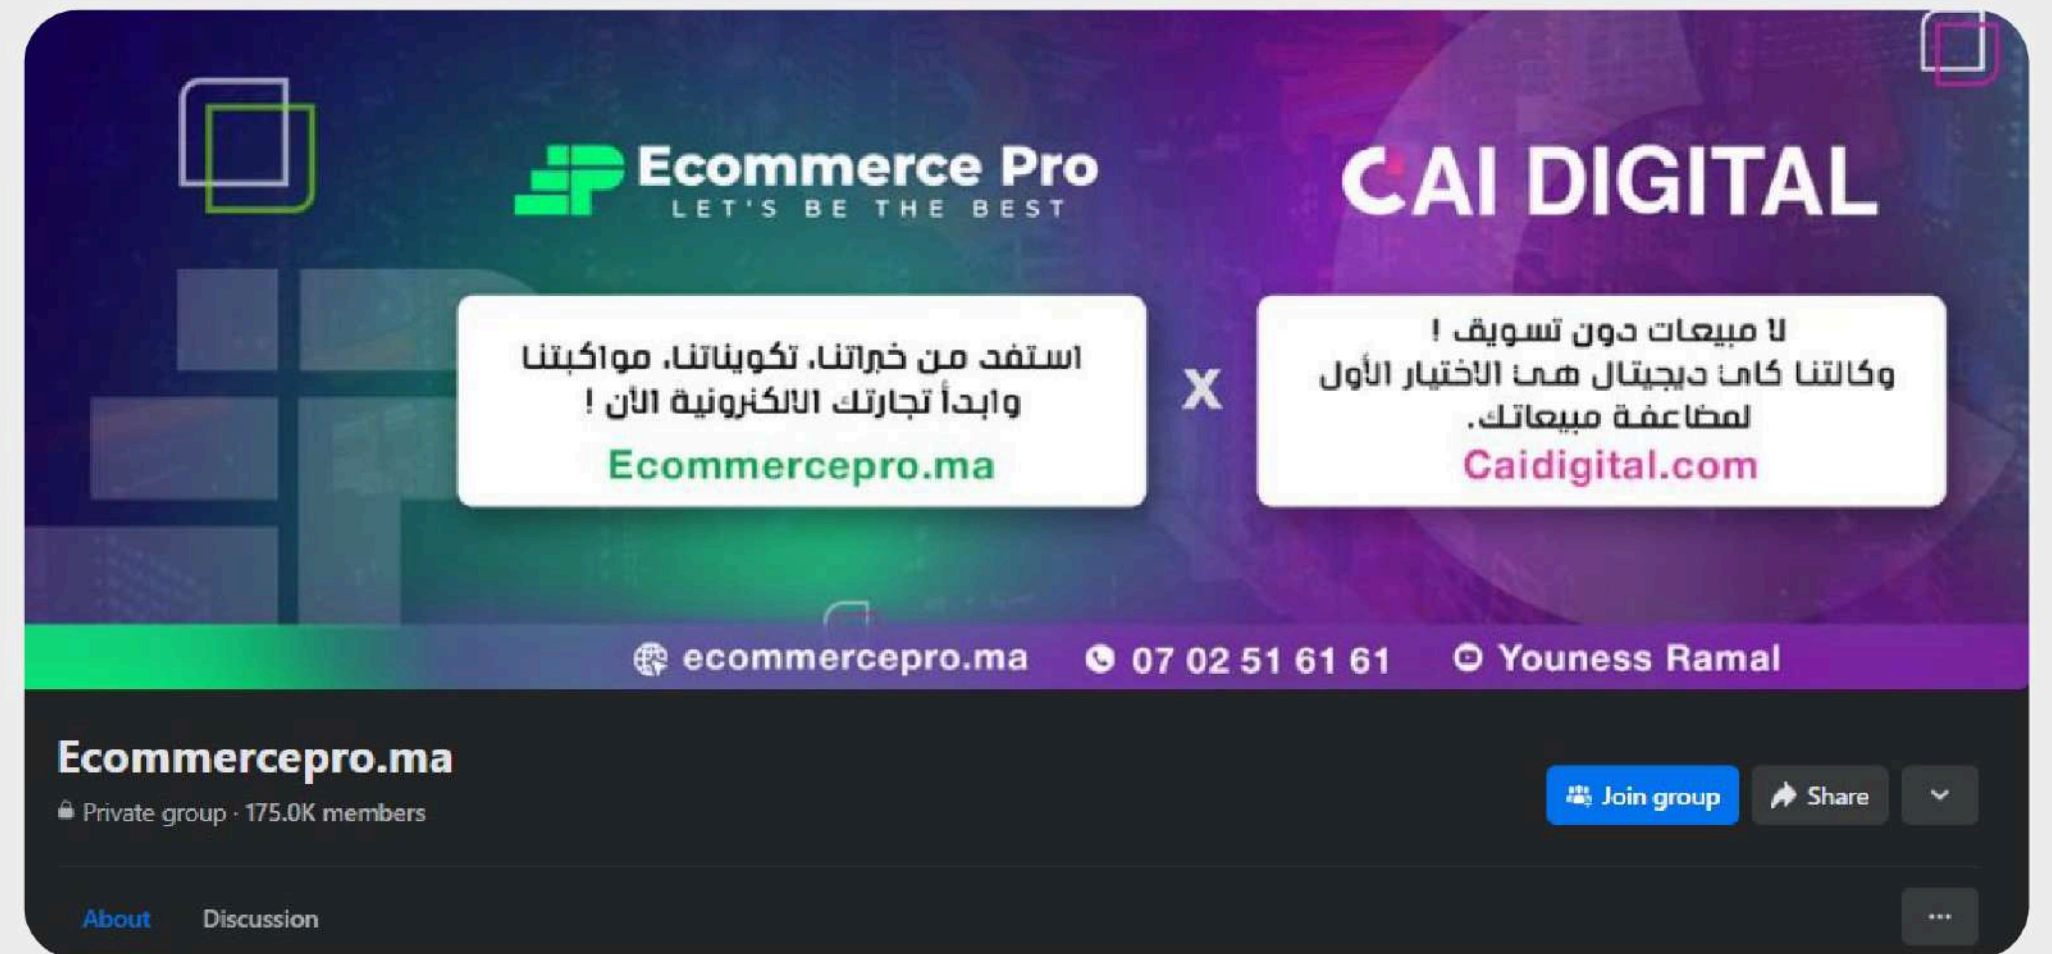 Ecommerce Pro
LET'S BE THE BEST
CAI DIGITAL
استفد من خبراتنا، تكويناتنا، مواكبتنا
وابدأ تجارتك الالكترونية الأن !
Ecommercepro.ma
X
لا مبيعات دون تسويق !
وكالتنا كاي ديجيتال هي الاختيار الأول
لمضاعفة مبيعاتك.
Caidigital.com
ecommercepro.ma 07 02 51 61 61 Youness Ramal
Ecommercepro.ma
Private group · 175.0K members
Join group Share
About Discussion